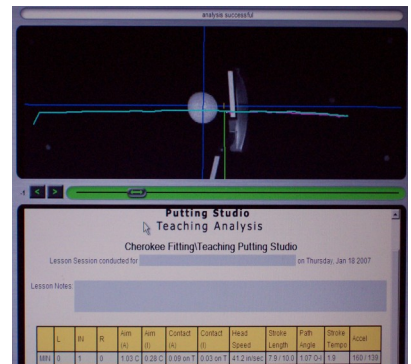 analysis successful
< >
Putting Studio
Teaching Analysis
Cherokee Fitting\Teaching Putting Studio
Lesson Session conducted for on Thursday, Jan 18 2007
Lesson Notes:
L IN R Aim (A) Aim (I) Contact (A) Contact (I) Head Speed Stroke Length Path Angle Stroke Tempo Accel
MIN 0 1 0 1.03 C 0.28 C 0.09 on T 0.03 on T 41.2 in/sec 7.9 / 10.0 1.07 O-I 1.9 160 / 139